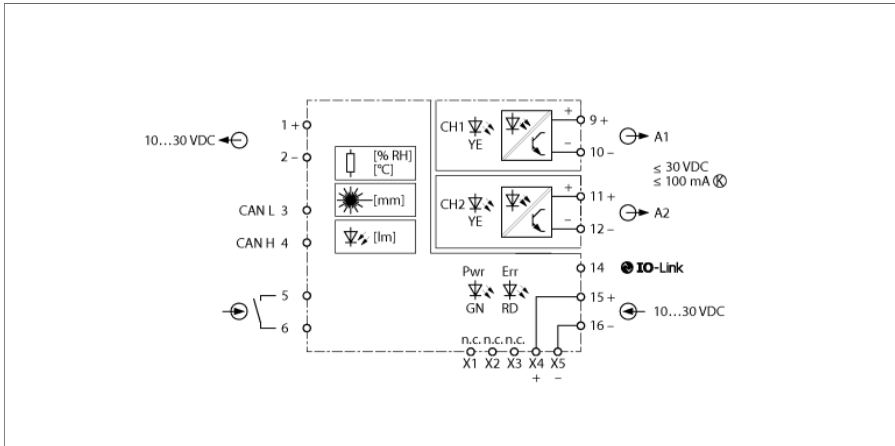 1 +
10…30 VDC
2 –
CAN L 3
CAN H 4
5
6
[% RH]
[°C]
[mm]
[lm]
CH1
YE
+
–
9 +
10 –
A1
≤ 30 VDC
≤ 100 mA K
CH2
YE
+
–
11 +
12 –
A2
14 IO-Link
Pwr Err
GN RD
15 +
10…30 VDC
16 –
n.c. n.c. n.c.
X1 X2 X3 X4 X5
+ –